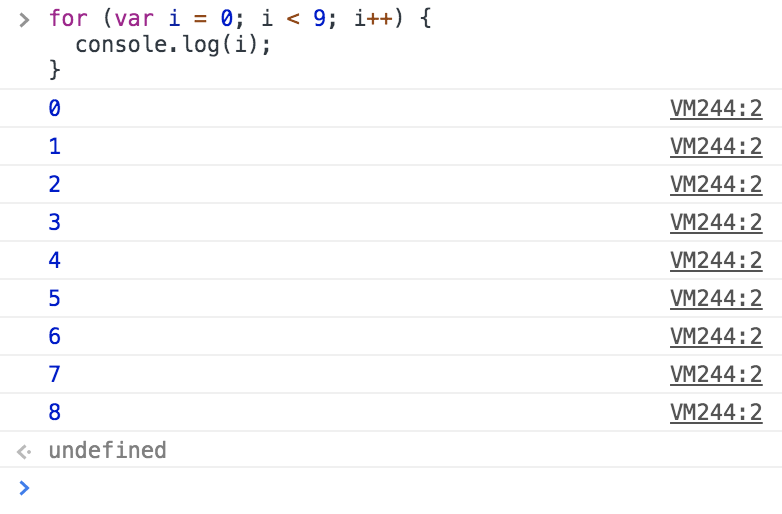 > for (var i = 0; i < 9; i++) {
console.log(i);
}
0 VM244:2
1 VM244:2
2 VM244:2
3 VM244:2
4 VM244:2
5 VM244:2
6 VM244:2
7 VM244:2
8 VM244:2
undefined
>